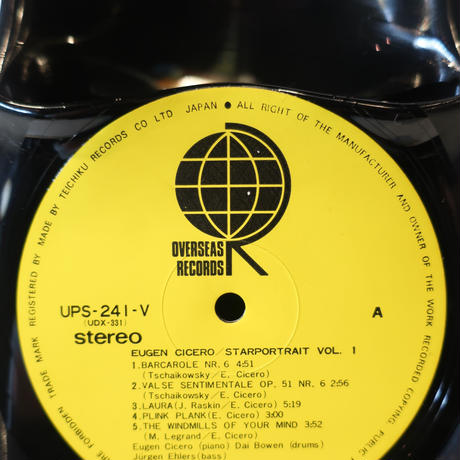 TRADE MARK REGISTERED BY MADE BY TEICHIKU RECORDS CO LTD JAPAN ● ALL RIGHT OF THE MANUFACTURER AND OWNER OF THE WORK RECORDED COPYING, PUBLIC
FORBIDDEN
OVERSEAS
RECORDS
UPS-241-V
(UDX-331)
stereo
A
EUGEN CICERO/STARPORTRAIT VOL. 1
1.BARCAROLE NR. 6 4:51
(Tschaikowsky/E. Cicero)
2.VALSE SENTIMENTALE OP. 51 NR. 6 2:56
(Tschaikowsky/E. Cicero)
3.LAURA(J. Raskin/E. Cicero) 5:19
4.PLINK PLANK(E. Cicero) 3:00
5.THE WINDMILLS OF YOUR MIND 3:52
(M. Legrand/E. Cicero)
Eugen Cicero (piano) Dai Bowen (drums)
Jürgen Ehlers(bass)